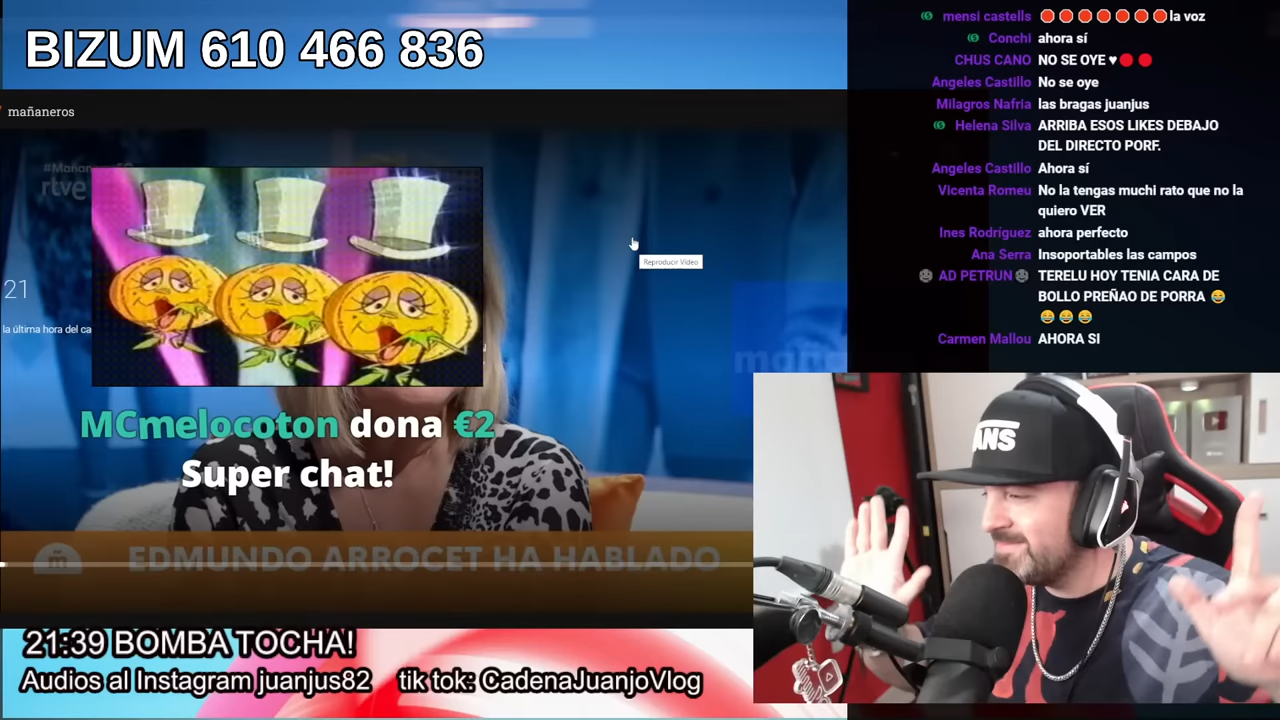 BIZUM 610 466 836
mañaneros
rtve
21
la última hora del ca
Reproducir Vídeo
MCmelocoton dona €2
Super chat!
EDMUNDO ARROCET HA HABLADO
21:39 BOMBA TOCHA!
Audios al Instagram juanjus82 tik tok: CadenaJuanjoVlog
mensi castells la voz
Conchi ahora sí
CHUS CANO NO SE OYE ♥
Angeles Castillo No se oye
Milagros Nafria las bragas juanjus
Helena Silva ARRIBA ESOS LIKES DEBAJO
DEL DIRECTO PORF.
Angeles Castillo Ahora sí
Vicenta Romeu No la tengas muchi rato que no la
quiero VER
Ines Rodríguez ahora perfecto
Ana Serra Insoportables las campos
AD PETRUN TERELU HOY TENIA CARA DE
BOLLO PREÑAO DE PORRA 😂
😂😂😂
Carmen Mallou AHORA SI